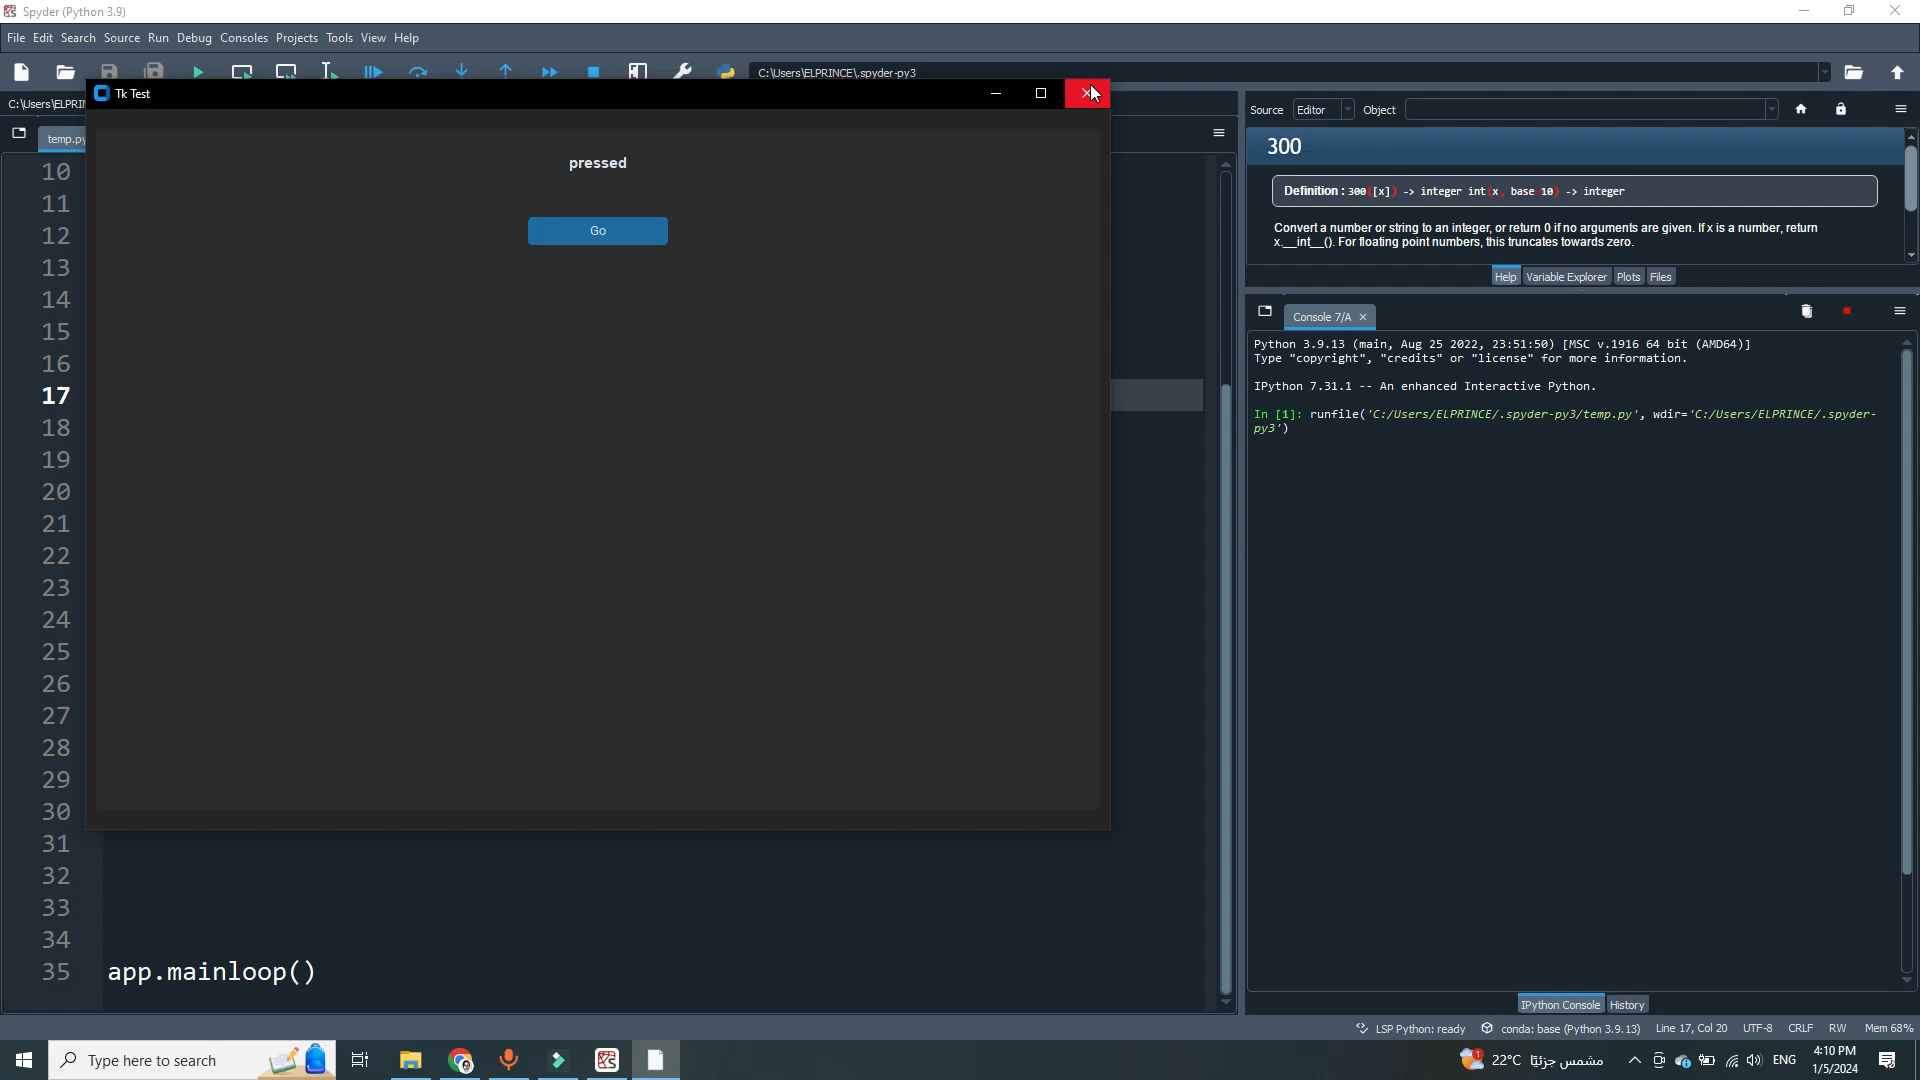 Spyder (Python 3.9)
File Edit Search Source Run Debug Consoles Projects Tools View Help
C:\Users\ELPRINCE\.spyder-py3
Tk Test
C:\Users\ELPRIN
temp.py
pressed
Go
10
11
12
13
14
15
16
17
18
19
20
21
22
23
24
25
26
27
28
29
30
31
32
33
34
35 app.mainloop()
Source Editor Object
300
Definition : 300([x]) -> integer int(x, base=10) -> integer
Convert a number or string to an integer, or return 0 if no arguments are given. If x is a number, return
x.__int__(). For floating point numbers, this truncates towards zero.
Help Variable Explorer Plots Files
Console 7/A
Python 3.9.13 (main, Aug 25 2022, 23:51:50) [MSC v.1916 64 bit (AMD64)]
Type "copyright", "credits" or "license" for more information.
IPython 7.31.1 -- An enhanced Interactive Python.
In [1]: runfile('C:/Users/ELPRINCE/.spyder-py3/temp.py', wdir='C:/Users/ELPRINCE/.spyder-
py3')
IPython Console History
LSP Python: ready conda: base (Python 3.9.13) Line 17, Col 20 UTF-8 CRLF RW Mem 68%
Type here to search
1 22°C مشمس جزئيًا ENG
4:10 PM
1/5/2024